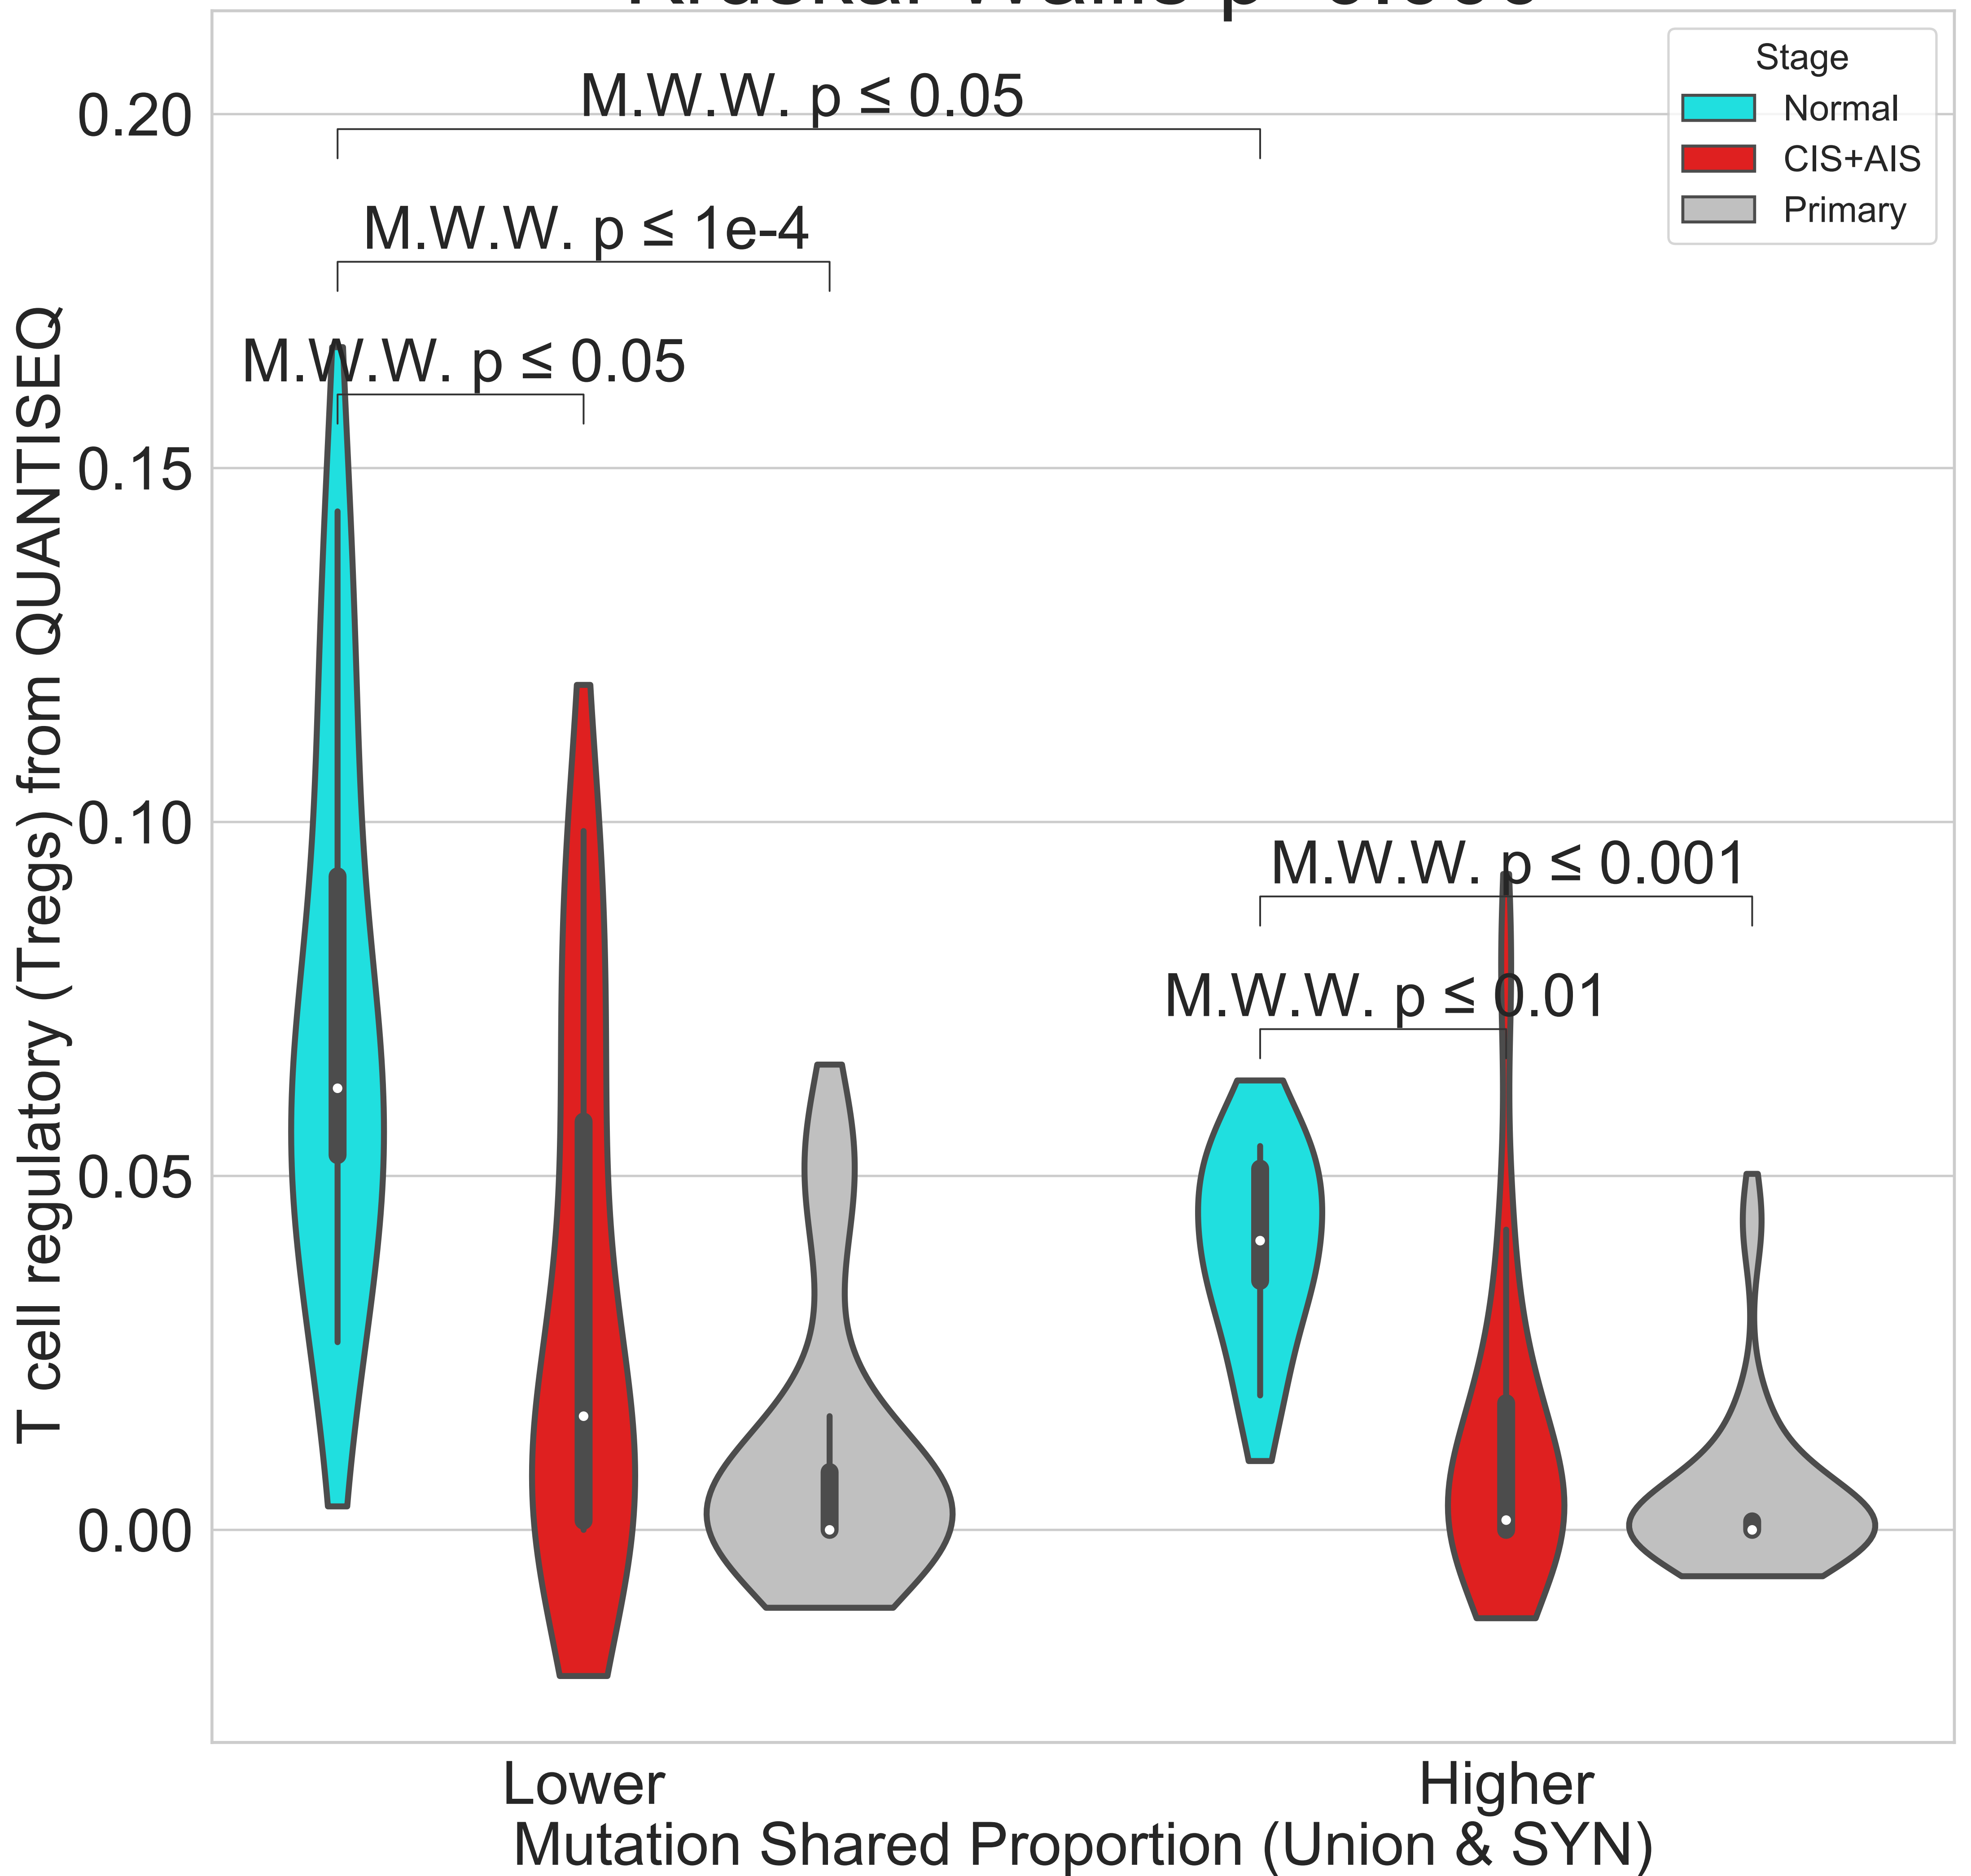 Stage
Normal
CIS+AIS
Primary
M.W.W. p ≤ 0.05
M.W.W. p ≤ 1e-4
M.W.W. p ≤ 0.05
M.W.W. p ≤ 0.001
M.W.W. p ≤ 0.01
T cell regulatory (Tregs) from QUANTISEQ
0.20
0.15
0.10
0.05
0.00
Lower
Higher
Mutation Shared Proportion (Union & SYN)